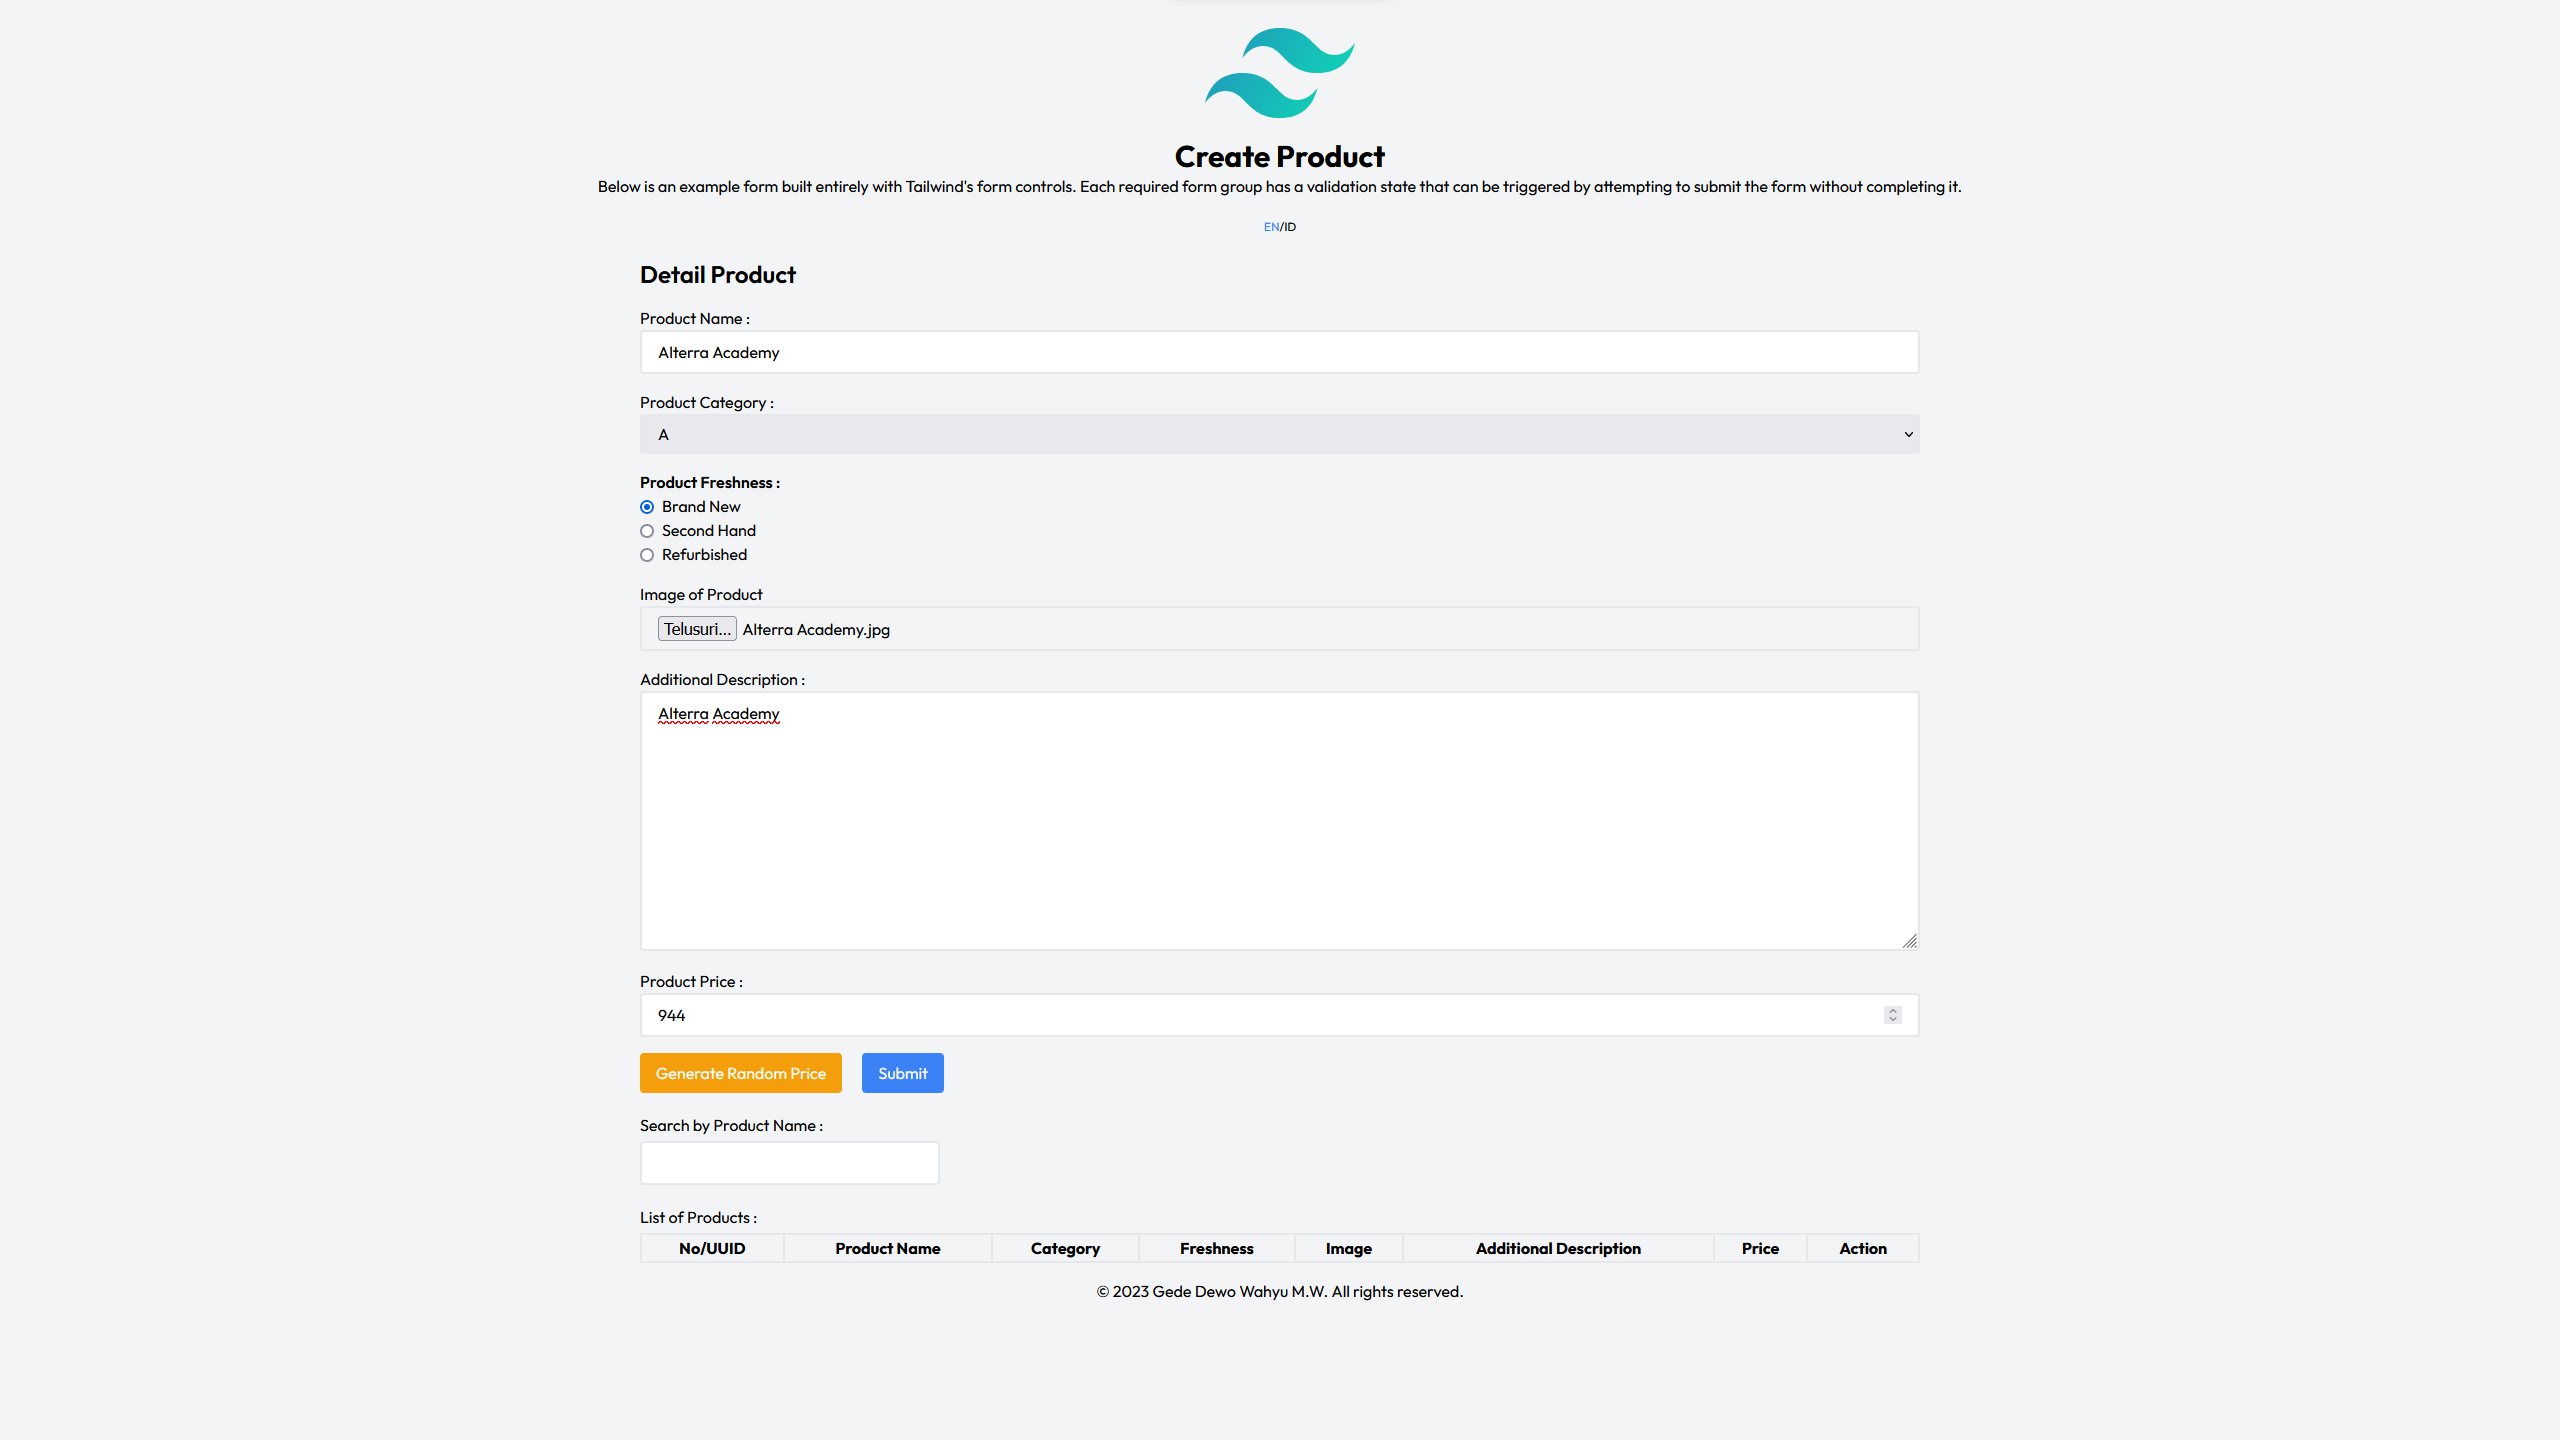 Create Product
Below is an example form built entirely with Tailwind's form controls. Each required form group has a validation state that can be triggered by attempting to submit the form without completing it.
EN/ID
Detail Product
Product Name :
Alterra Academy
Product Category :
A
Product Freshness :
Brand New
Second Hand
Refurbished
Image of Product
Telusuri... Alterra Academy.jpg
Additional Description :
Alterra Academy
Product Price :
944
Generate Random Price Submit
Search by Product Name :
List of Products :
No/UUID Product Name Category Freshness Image Additional Description Price Action
© 2023 Gede Dewo Wahyu M.W. All rights reserved.